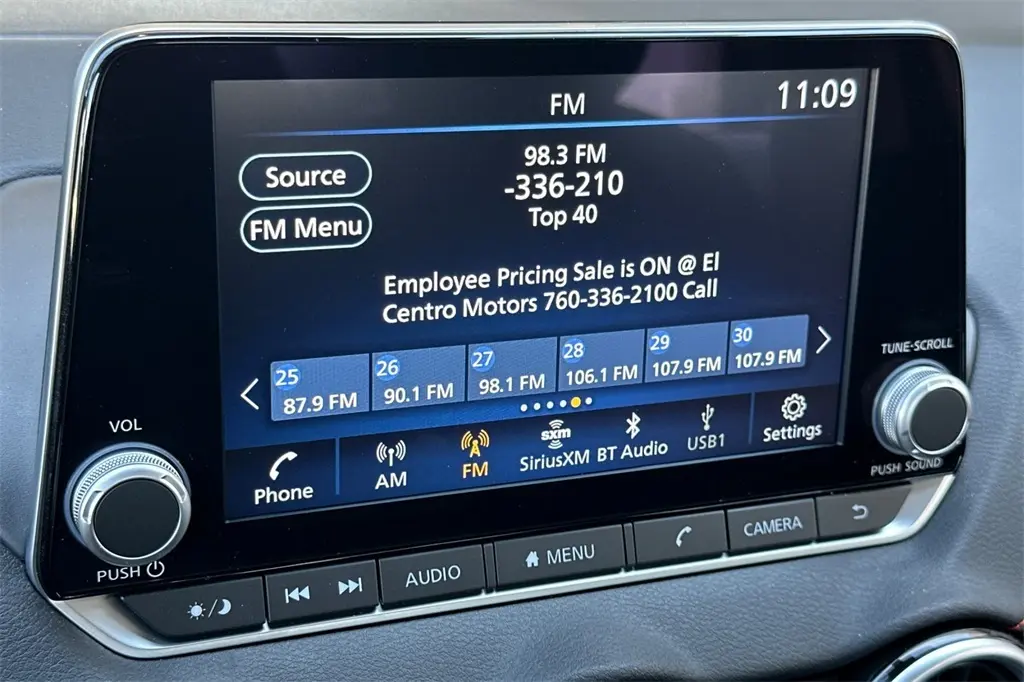 FM
11:09
98.3 FM
-336-210
Top 40
Source
FM Menu
Employee Pricing Sale is ON @ El
Centro Motors 760-336-2100 Call
25
87.9 FM
26
90.1 FM
27
98.1 FM
28
106.1 FM
29
107.9 FM
30
107.9 FM
Phone
AM
FM
sxm
SiriusXM
BT Audio
USB1
Settings
VOL
PUSH
TUNE·SCROLL
PUSH SOUND
AUDIO
MENU
CAMERA